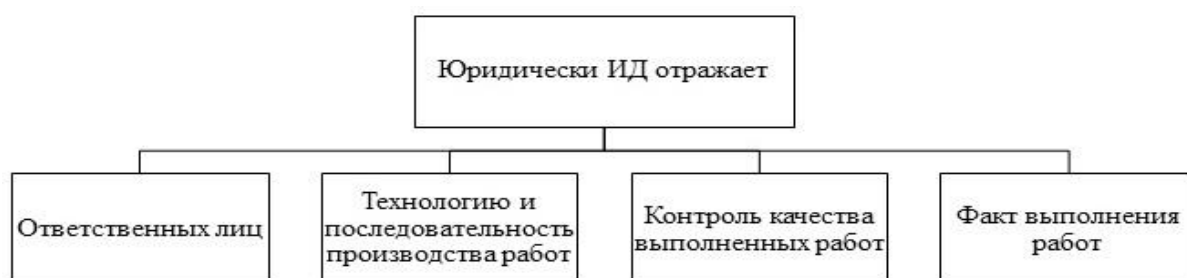 Юридически ИД отражает
Ответственных лиц
Технологию и
последовательность
производства работ
Контроль качества
выполненных работ
Факт выполнения
работ